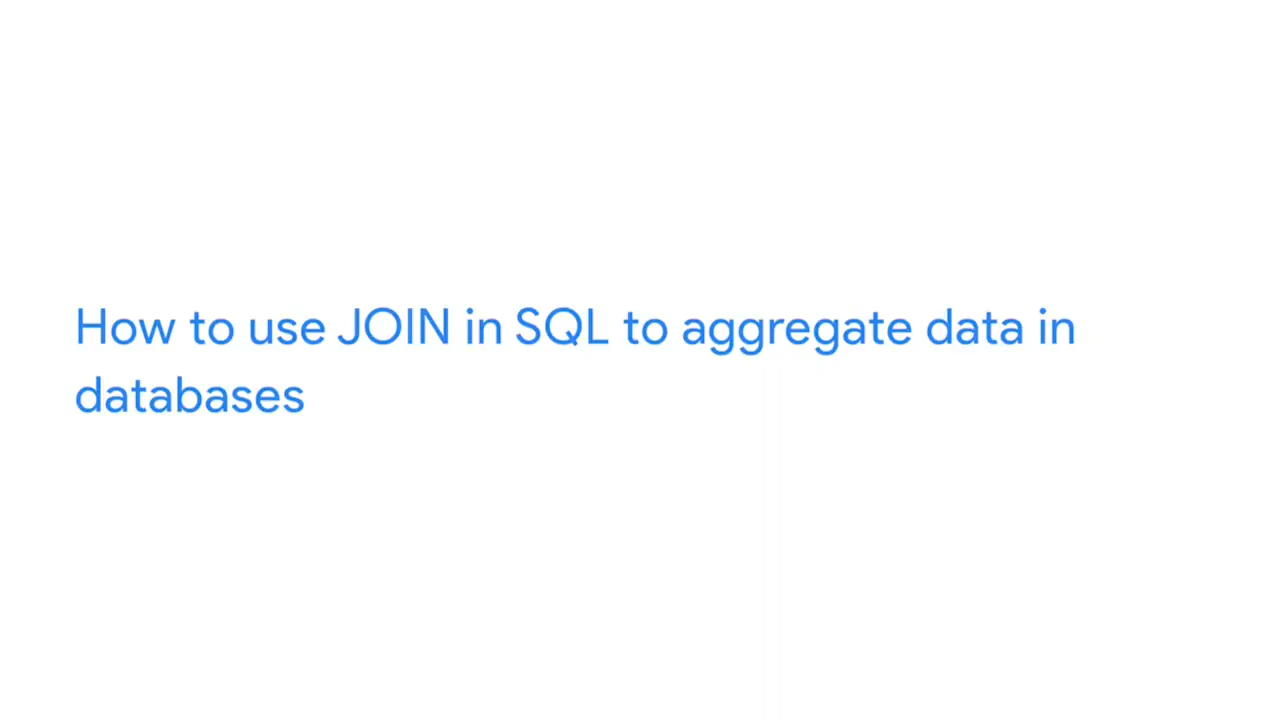 How to use JOIN in SQL to aggregate data in
databases